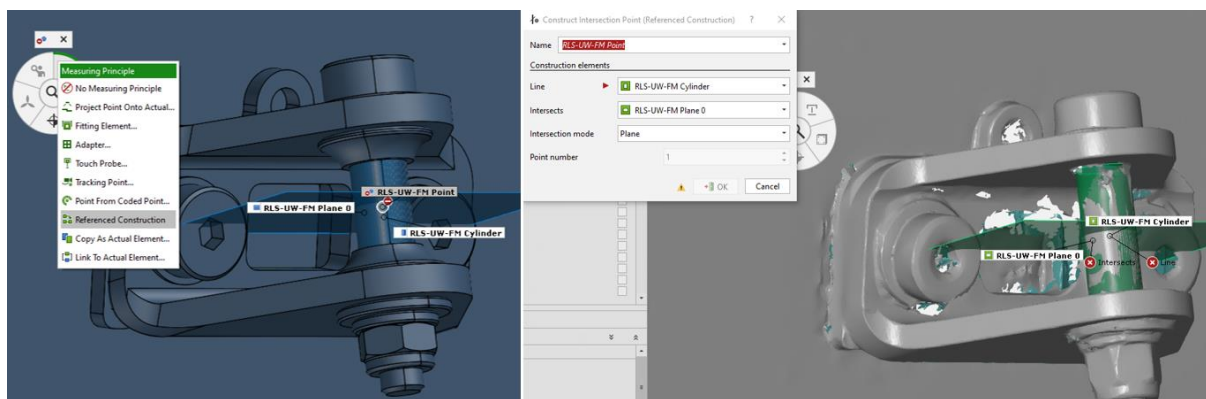 Measuring Principle
No Measuring Principle
Project Point Onto Actual...
Fitting Element...
Adapter...
Touch Probe...
Tracking Point...
Point From Coded Point...
Referenced Construction
Copy As Actual Element...
Link To Actual Element...
RLS-UW-FM Point
RLS-UW-FM Plane 0
RLS-UW-FM Cylinder
Construct Intersection Point (Referenced Construction)
Name
RLS-UW-FM Point
Construction elements
Line
RLS-UW-FM Cylinder
Intersects
RLS-UW-FM Plane 0
Intersection mode
Plane
Point number
1
OK
Cancel
RLS-UW-FM Cylinder
RLS-UW-FM Plane 0
Intersects
Line